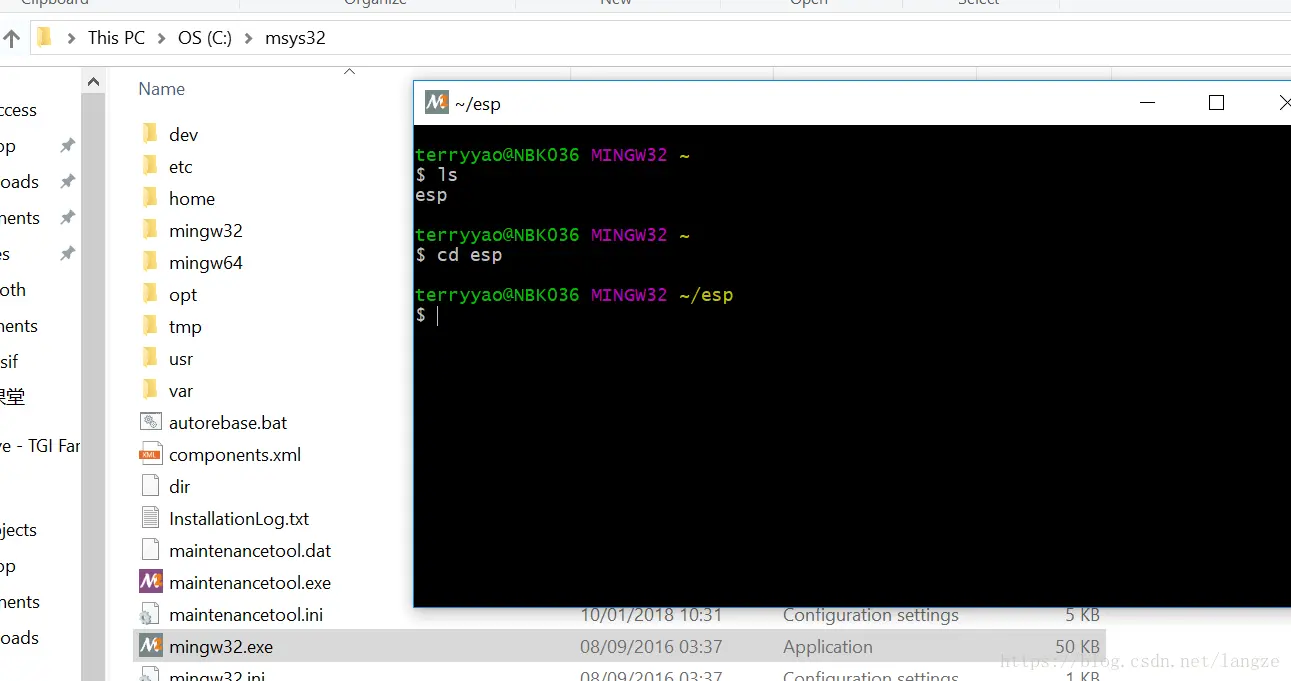 Clipboard
Organize
New
Open
Select
This PC
OS (C:)
msys32
ccess
op
oads
nents
es
oth
ments
sif
课堂
ve - TGI Far
jects
op
nents
oads
Name
dev
etc
home
mingw32
mingw64
opt
tmp
usr
var
autorebase.bat
components.xml
dir
InstallationLog.txt
maintenancetool.dat
maintenancetool.exe
maintenancetool.ini 10/01/2018 10:31 Configuration settings 5 KB
mingw32.exe 08/09/2016 03:37 Application 50 KB
mingw32.ini 08/09/2016 03:37 Configuration settings 1 KB
~/esp
terryyao@NBK036 MINGW32 ~
$ ls
esp
terryyao@NBK036 MINGW32 ~
$ cd esp
terryyao@NBK036 MINGW32 ~/esp
$
https://blog.csdn.net/langze